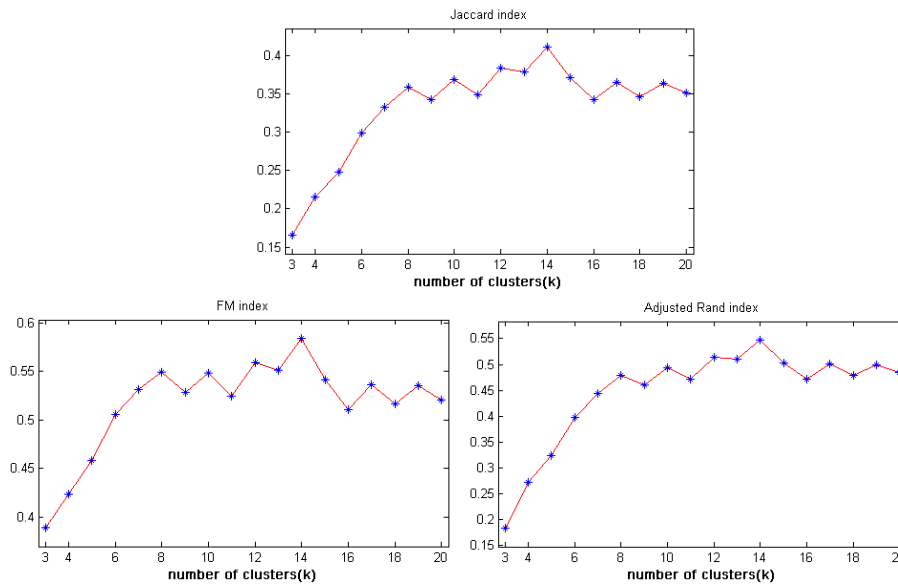 Jaccard index
0.4
0.35
0.3
0.25
0.2
0.15
3 4 6 8 10 12 14 16 18 20
number of clusters(k)
FM index
0.6
0.55
0.5
0.45
0.4
3 4 6 8 10 12 14 16 18 20
number of clusters(k)
Adjusted Rand index
0.55
0.5
0.45
0.4
0.35
0.3
0.25
0.2
0.15
3 4 6 8 10 12 14 16 18 20
number of clusters(k)